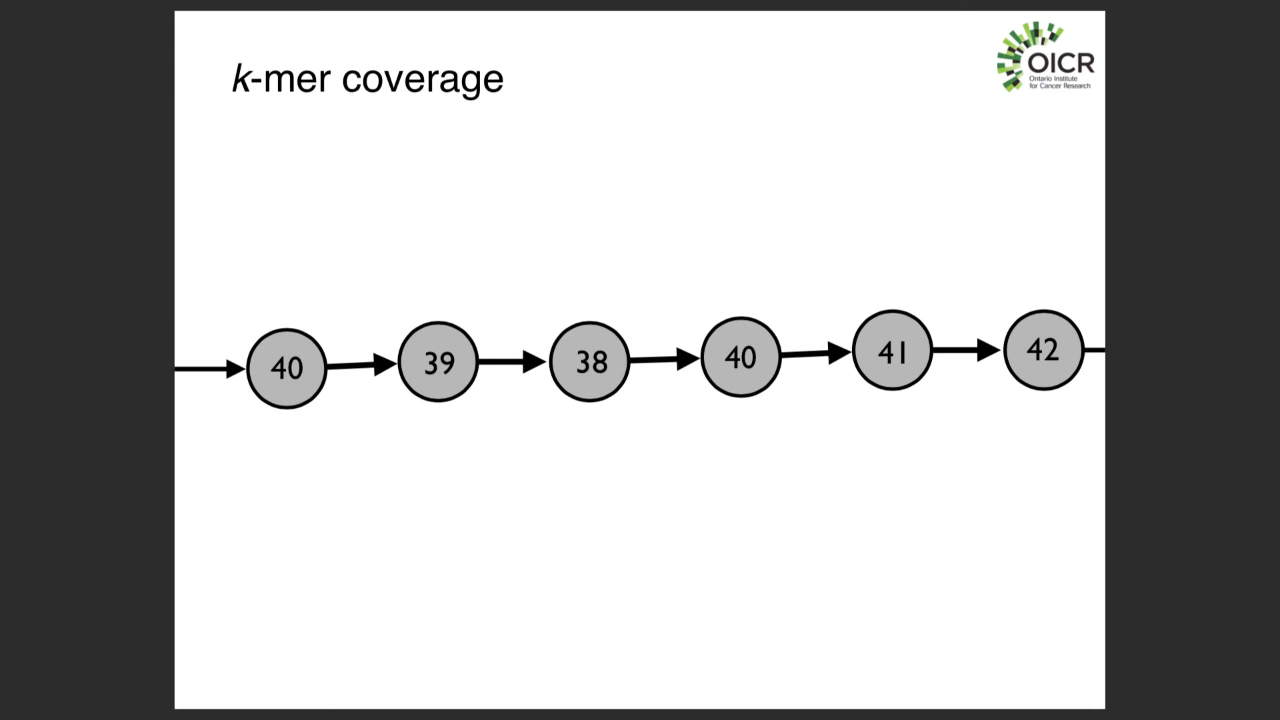 k-mer coverage
OICR
Ontario Institute
for Cancer Research
40 39 38 40 41 42